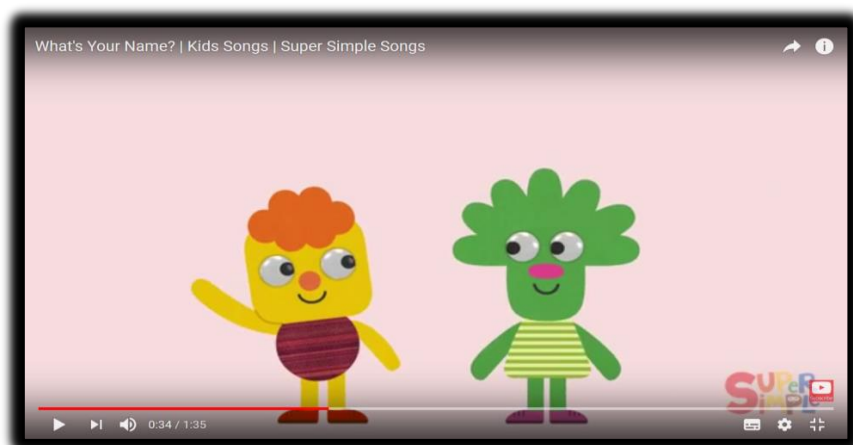 What's Your Name? | Kids Songs | Super Simple Songs
SUPER
SIMPLE
0:34 / 1:35